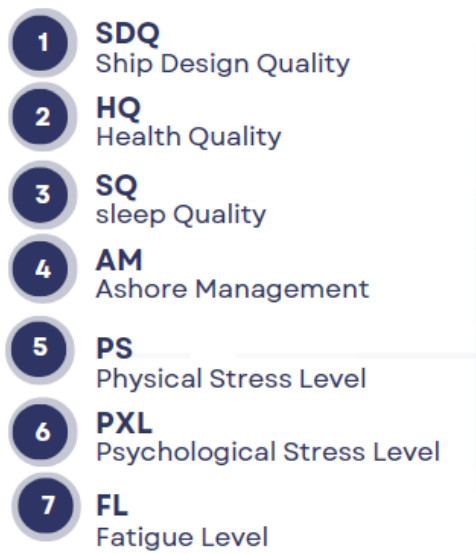 1 SDQ
Ship Design Quality
2 HQ
Health Quality
3 SQ
sleep Quality
4 AM
Ashore Management
5 PS
Physical Stress Level
6 PXL
Psychological Stress Level
7 FL
Fatigue Level